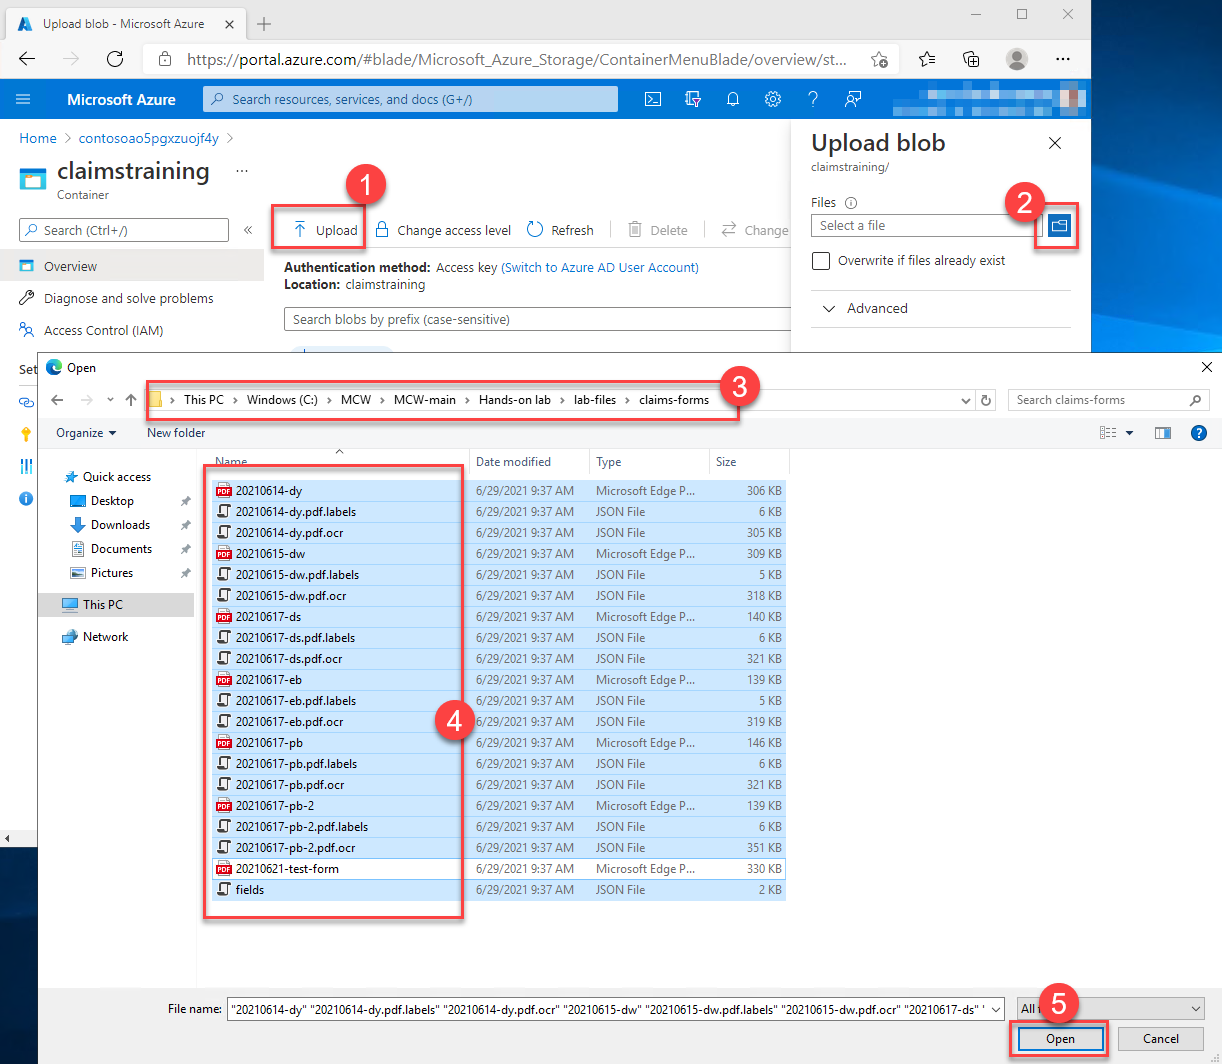 Upload blob - Microsoft Azure
https://portal.azure.com/#blade/Microsoft_Azure_Storage/ContainerMenuBlade/overview/st...
Microsoft Azure
Search resources, services, and docs (G+/)
Home > contosoao5pgxzuojf4y >
claimstraining ...
Container
Search (Ctrl+/)
«
Overview
Diagnose and solve problems
Access Control (IAM)
Set
1
Upload
Change access level
Refresh
Delete
Change
Authentication method: Access key (Switch to Azure AD User Account)
Location: claimstraining
Search blobs by prefix (case-sensitive)
Upload blob
claimstraining/
Files
2
Select a file
Overwrite if files already exist
Advanced
Open
This PC > Windows (C:) > MCW > MCW-main > Hands-on lab > lab-files > claims-forms
3
Search claims-forms
Organize
New folder
Quick access
Desktop
Downloads
Documents
Pictures
This PC
Network
Name Date modified Type Size
PDF 20210614-dy 6/29/2021 9:37 AM Microsoft Edge P... 306 KB
20210614-dy.pdf.labels 6/29/2021 9:37 AM JSON File 6 KB
20210614-dy.pdf.ocr 6/29/2021 9:37 AM JSON File 305 KB
PDF 20210615-dw 6/29/2021 9:37 AM Microsoft Edge P... 309 KB
20210615-dw.pdf.labels 6/29/2021 9:37 AM JSON File 5 KB
20210615-dw.pdf.ocr 6/29/2021 9:37 AM JSON File 318 KB
PDF 20210617-ds 6/29/2021 9:37 AM Microsoft Edge P... 140 KB
20210617-ds.pdf.labels 6/29/2021 9:37 AM JSON File 6 KB
20210617-ds.pdf.ocr 6/29/2021 9:37 AM JSON File 321 KB
PDF 20210617-eb 6/29/2021 9:37 AM Microsoft Edge P... 139 KB
20210617-eb.pdf.labels 6/29/2021 9:37 AM JSON File 5 KB
20210617-eb.pdf.ocr 6/29/2021 9:37 AM JSON File 319 KB
4
PDF 20210617-pb 6/29/2021 9:37 AM Microsoft Edge P... 146 KB
20210617-pb.pdf.labels 6/29/2021 9:37 AM JSON File 6 KB
20210617-pb.pdf.ocr 6/29/2021 9:37 AM JSON File 321 KB
PDF 20210617-pb-2 6/29/2021 9:37 AM Microsoft Edge P... 139 KB
20210617-pb-2.pdf.labels 6/29/2021 9:37 AM JSON File 6 KB
20210617-pb-2.pdf.ocr 6/29/2021 9:37 AM JSON File 351 KB
PDF 20210621-test-form 6/29/2021 9:37 AM Microsoft Edge P... 330 KB
fields 6/29/2021 9:37 AM JSON File 2 KB
File name: "20210614-dy" "20210614-dy.pdf.labels" "20210614-dy.pdf.ocr" "20210615-dw" "20210615-dw.pdf.labels" "20210615-dw.pdf.ocr" "20210617-ds" "
All
5
Open
Cancel